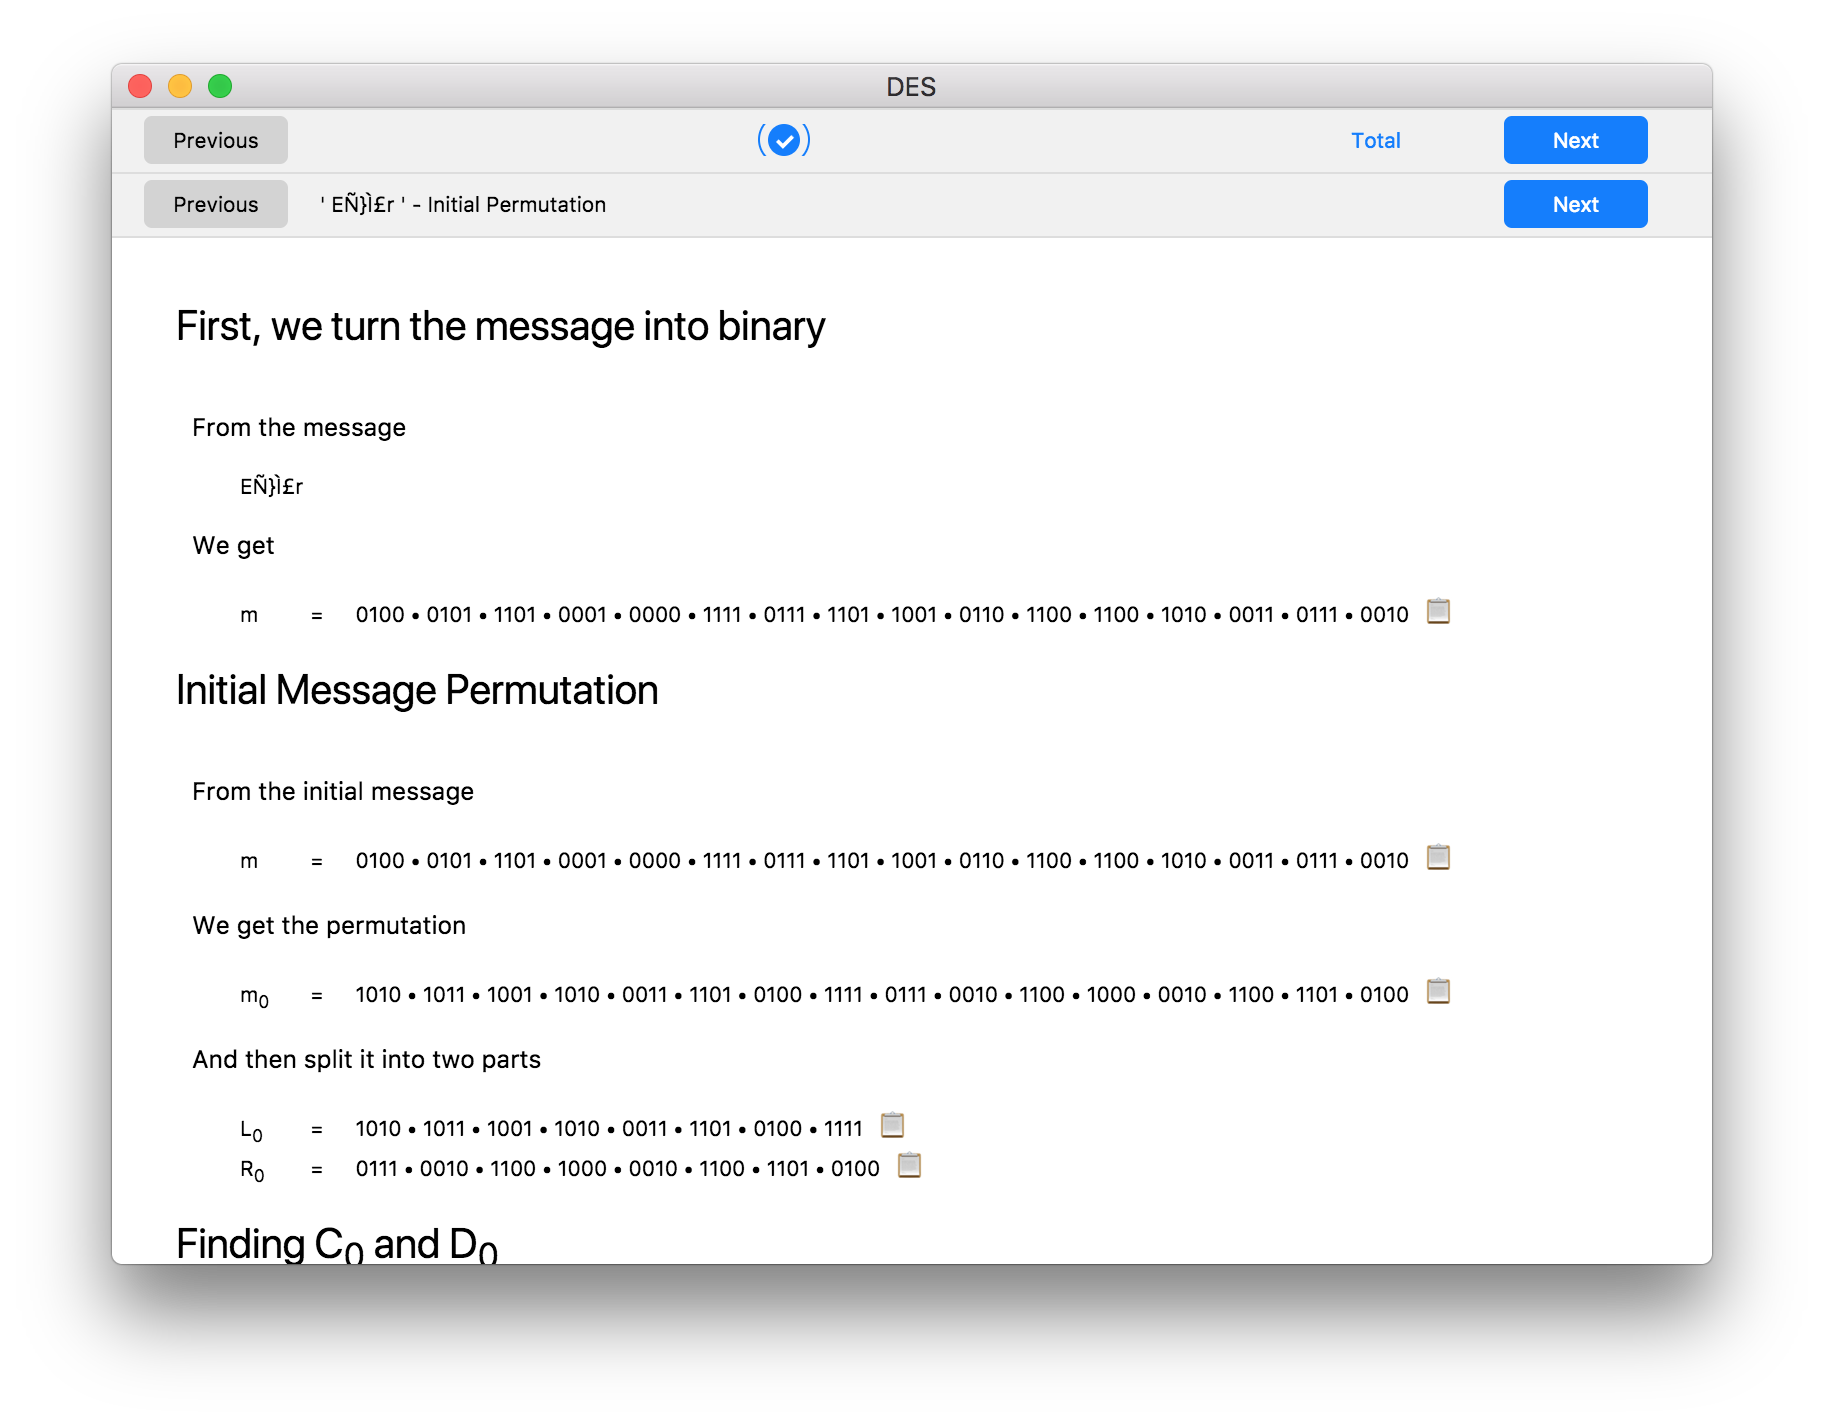 DES
Previous
Total
Next
Previous
' EÑ}Ì£r ' - Initial Permutation
Next
First, we turn the message into binary
From the message
EÑ}Ì£r
We get
m = 0100 • 0101 • 1101 • 0001 • 0000 • 1111 • 0111 • 1101 • 1001 • 0110 • 1100 • 1100 • 1010 • 0011 • 0111 • 0010
Initial Message Permutation
From the initial message
m = 0100 • 0101 • 1101 • 0001 • 0000 • 1111 • 0111 • 1101 • 1001 • 0110 • 1100 • 1100 • 1010 • 0011 • 0111 • 0010
We get the permutation
m₀ = 1010 • 1011 • 1001 • 1010 • 0011 • 1101 • 0100 • 1111 • 0111 • 0010 • 1100 • 1000 • 0010 • 1100 • 1101 • 0100
And then split it into two parts
L₀ = 1010 • 1011 • 1001 • 1010 • 0011 • 1101 • 0100 • 1111
R₀ = 0111 • 0010 • 1100 • 1000 • 0010 • 1100 • 1101 • 0100
Finding C₀ and D₀